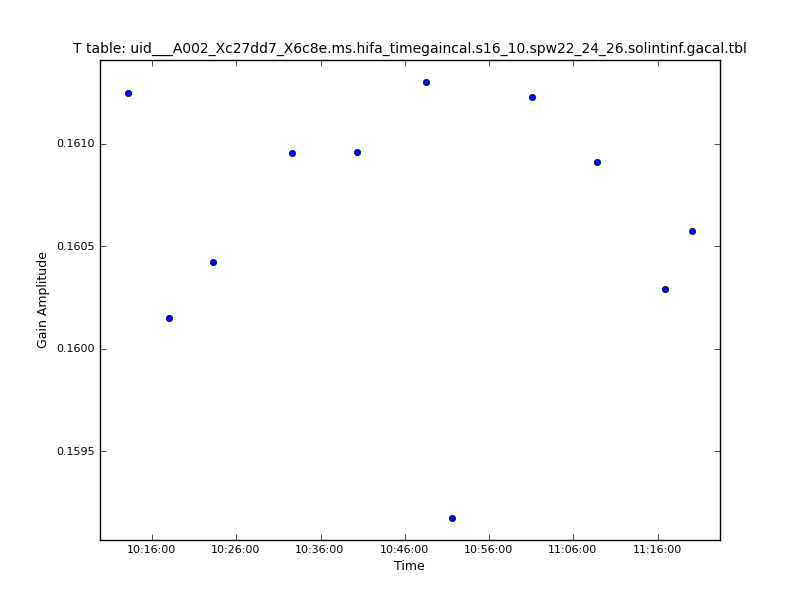 T table: uid___A002_Xc27dd7_X6c8e.ms.hifa_timegaincal.s16_10.spw22_24_26.solintinf.gacal.tbl
0.1610
0.1605
0.1600
0.1595
Gain Amplitude
10:16:00 10:26:00 10:36:00 10:46:00 10:56:00 11:06:00 11:16:00
Time